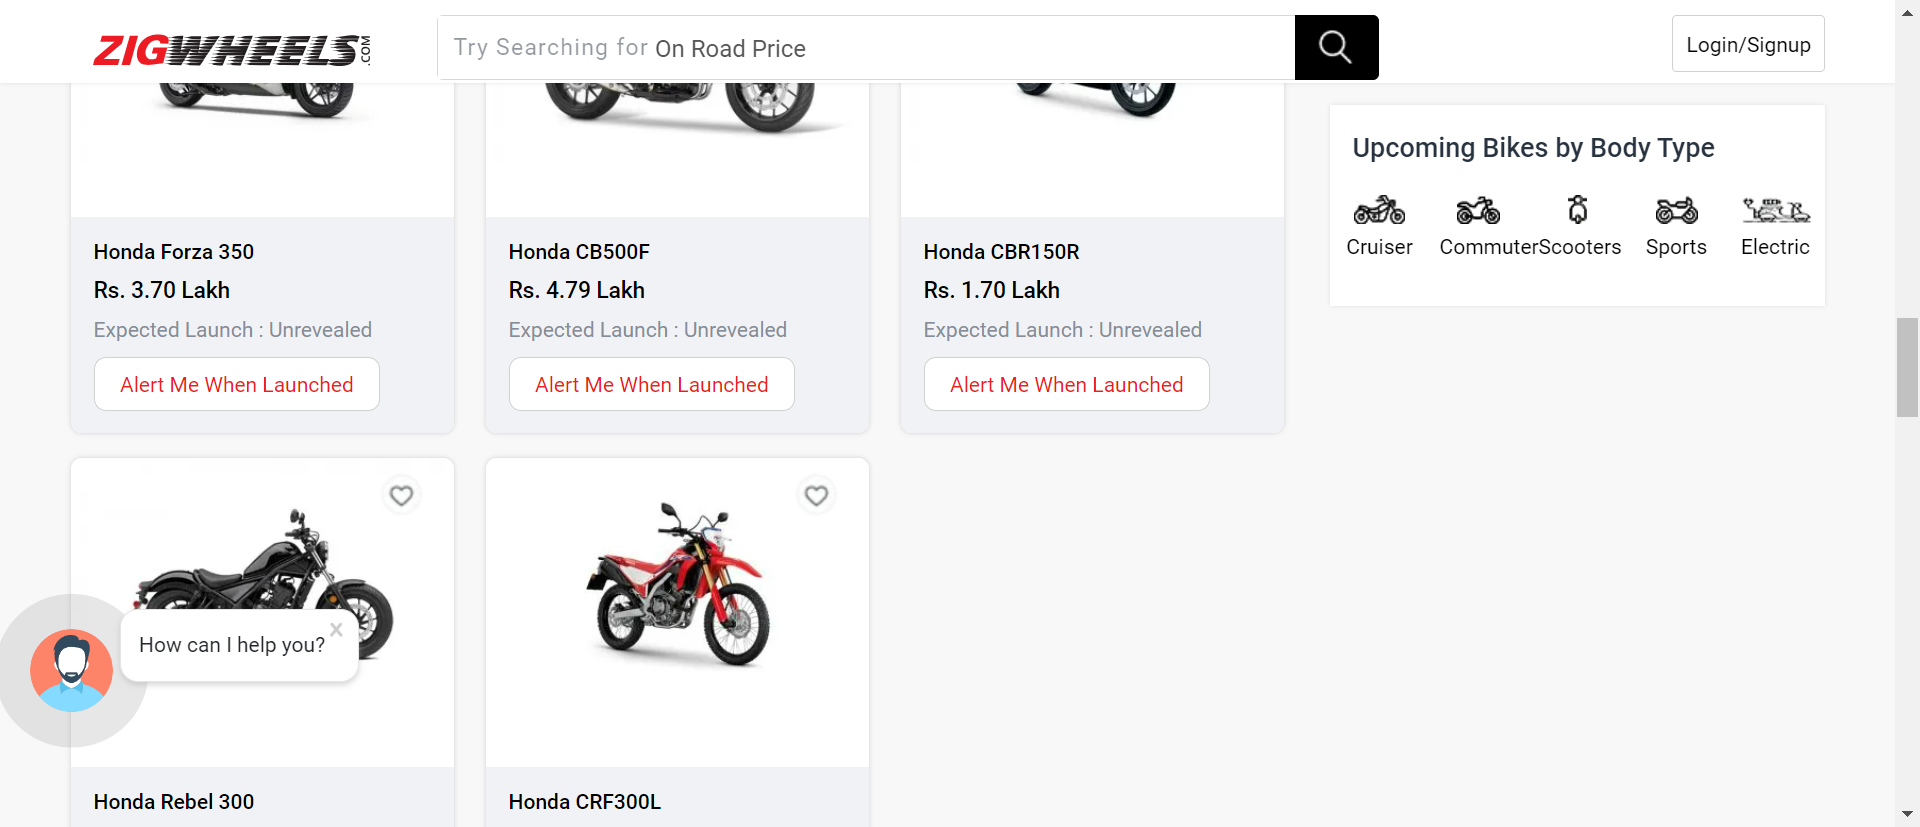 ZIGWHEELS.COM
Try Searching for On Road Price
Login/Signup
Upcoming Bikes by Body Type
Cruiser Commuter Scooters Sports Electric
Honda Forza 350
Rs. 3.70 Lakh
Expected Launch : Unrevealed
Alert Me When Launched
Honda CB500F
Rs. 4.79 Lakh
Expected Launch : Unrevealed
Alert Me When Launched
Honda CBR150R
Rs. 1.70 Lakh
Expected Launch : Unrevealed
Alert Me When Launched
How can I help you?
Honda Rebel 300
Honda CRF300L